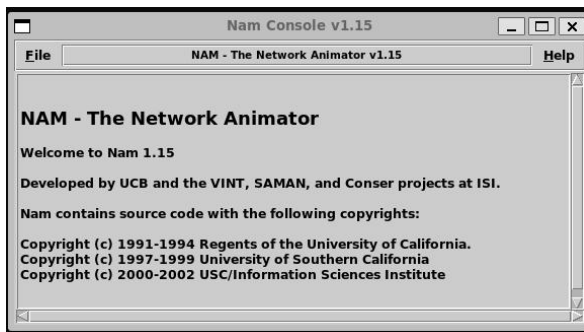 Nam Console v1.15
File NAM - The Network Animator v1.15 Help
NAM - The Network Animator
Welcome to Nam 1.15
Developed by UCB and the VINT, SAMAN, and Conser projects at ISI.
Nam contains source code with the following copyrights:
Copyright (c) 1991-1994 Regents of the University of California.
Copyright (c) 1997-1999 University of Southern California
Copyright (c) 2000-2002 USC/Information Sciences Institute